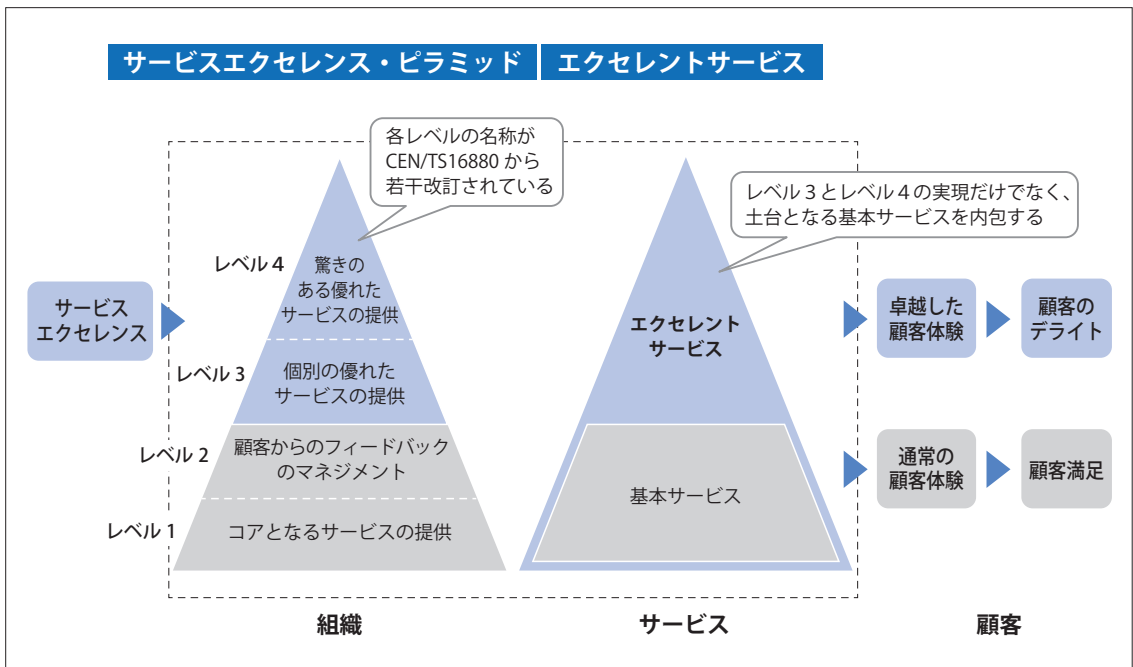 サービスエクセレンス・ピラミッド
エクセレントサービス
各レベルの名称が
CEN/TS16880 から
若干改訂されている
レベル3とレベル4の実現だけでなく、
土台となる基本サービスを内包する
サービス
エクセレンス
レベル4
驚きの
ある優れた
サービスの提供
レベル3
個別の優れた
サービスの提供
レベル2
顧客からのフィードバック
のマネジメント
レベル1
コアとなるサービスの提供
エクセレント
サービス
基本サービス
卓越した
顧客体験
顧客の
デライト
通常の
顧客体験
顧客満足
組織
サービス
顧客